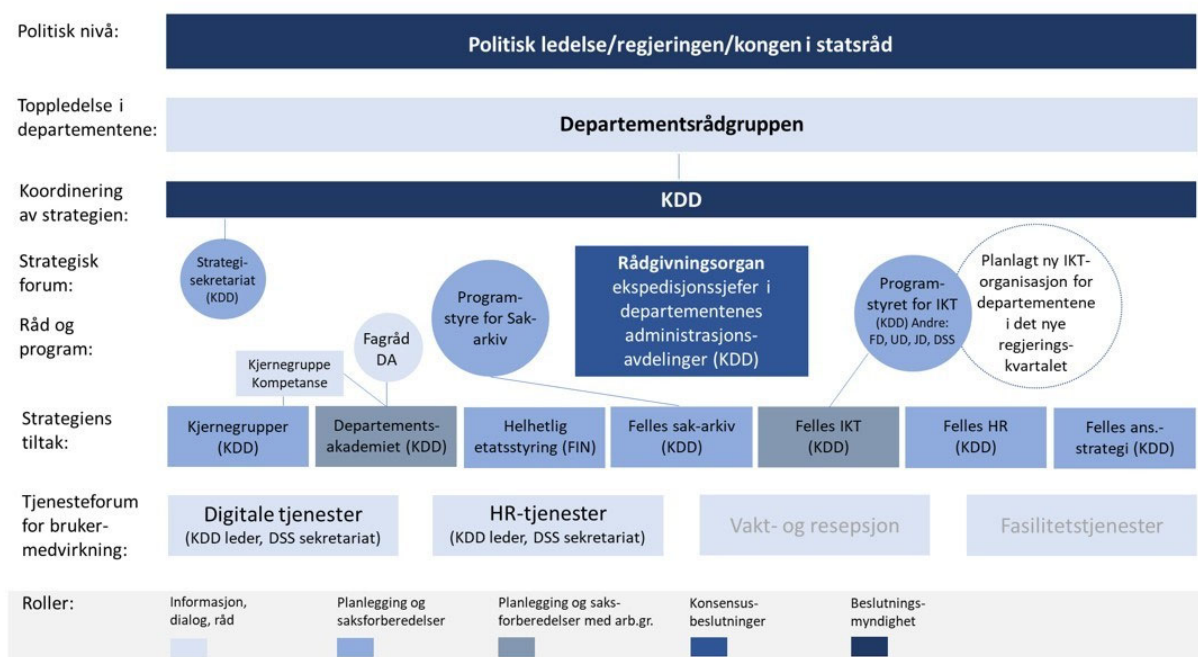 Politisk nivå:
Politisk ledelse/regjeringen/kongen i statsråd
Toppledelse i
departementene:
Departementsrådgruppen
Koordinering
av strategien:
KDD
Strategisk
forum:
Råd og
program:
Strategi-
sekretariat
(KDD)
Kjernegruppe
Kompetanse
Fagråd
DA
Program-
styre for Sak-
arkiv
Rådgivningsorgan
ekspedisjonssjefer i
departementenes
administrasjons-
avdelinger (KDD)
Program-
styret for IKT
(KDD) Andre:
FD, UD, JD, DSS
Planlagt ny IKT-
organisasjon for
departementene
i det nye
regjerings-
kvartalet
Strategiens
tiltak:
Kjernegrupper
(KDD)
Departements-
akademiet (KDD)
Helhetlig
etatsstyring (FIN)
Felles sak-arkiv
(KDD)
Felles IKT
(KDD)
Felles HR
(KDD)
Felles ans.-
strategi (KDD)
Tjenesteforum
for bruker-
medvirkning:
Digitale tjenester
(KDD leder, DSS sekretariat)
HR-tjenester
(KDD leder, DSS sekretariat)
Vakt- og resepsjon
Fasilitetstjenester
Roller:
Informasjon,
dialog, råd
Planlegging og
saksforberedelser
Planlegging og saks-
forberedelser med arb.gr.
Konsensus-
beslutninger
Beslutnings-
myndighet